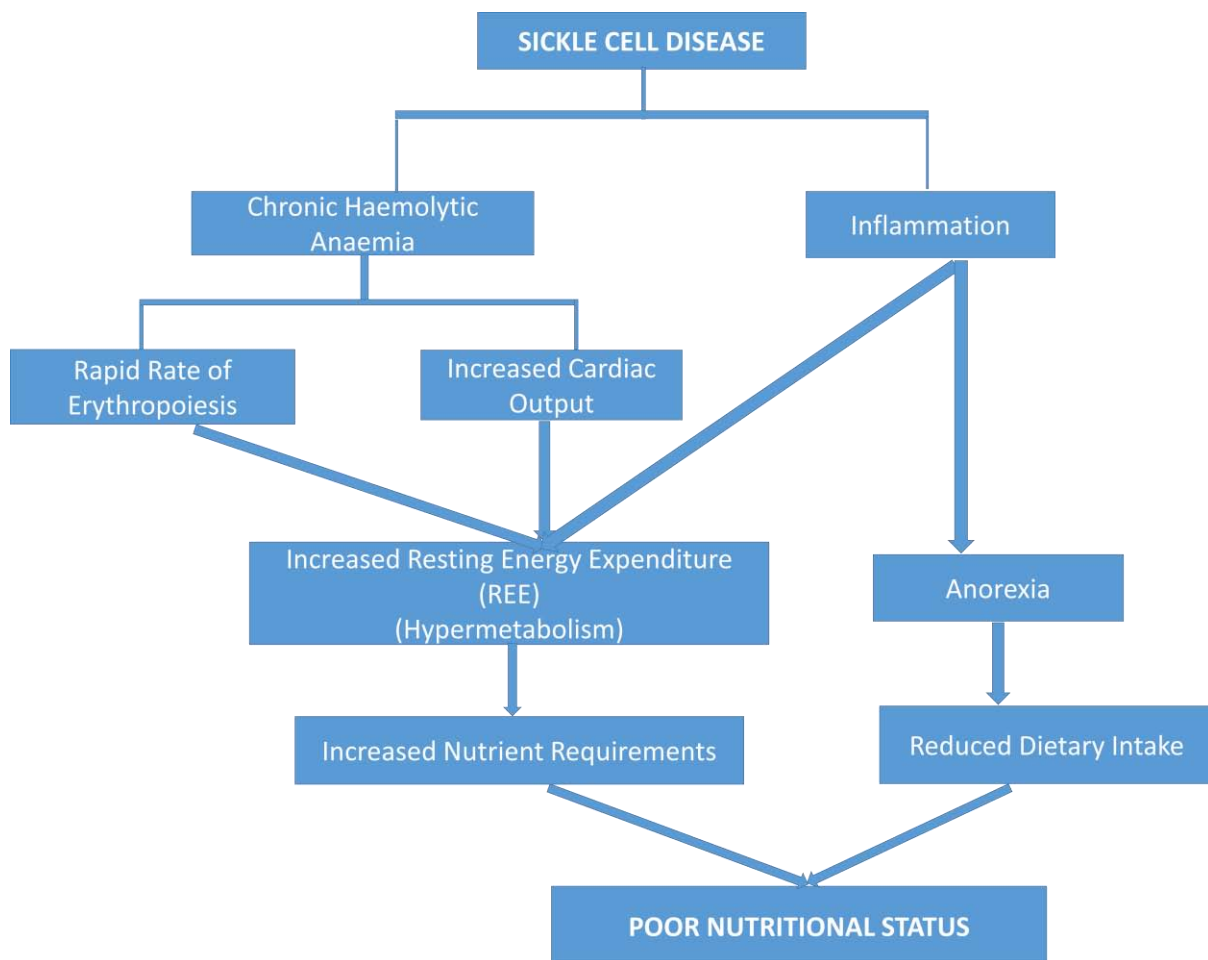 SICKLE CELL DISEASE
Chronic Haemolytic
Anaemia
Inflammation
Rapid Rate of
Erythropoiesis
Increased Cardiac
Output
Increased Resting Energy Expenditure
(REE)
(Hypermetabolism)
Anorexia
Increased Nutrient Requirements
Reduced Dietary Intake
POOR NUTRITIONAL STATUS